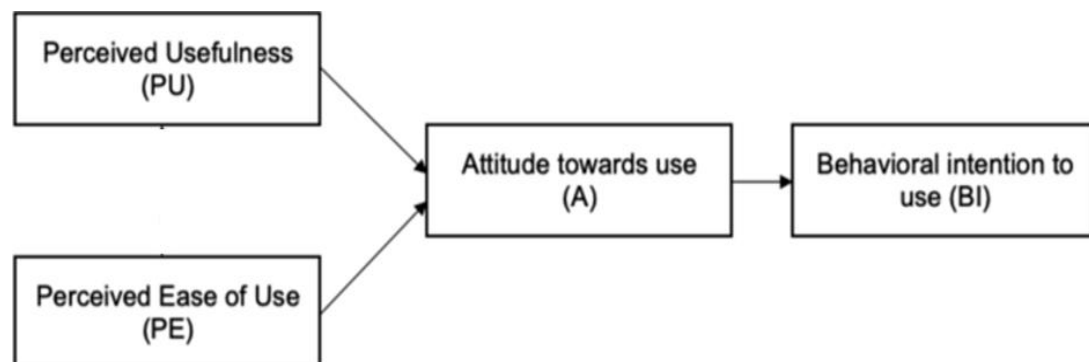 Perceived Usefulness
(PU)
Attitude towards use
(A)
Behavioral intention to
use (BI)
Perceived Ease of Use
(PE)